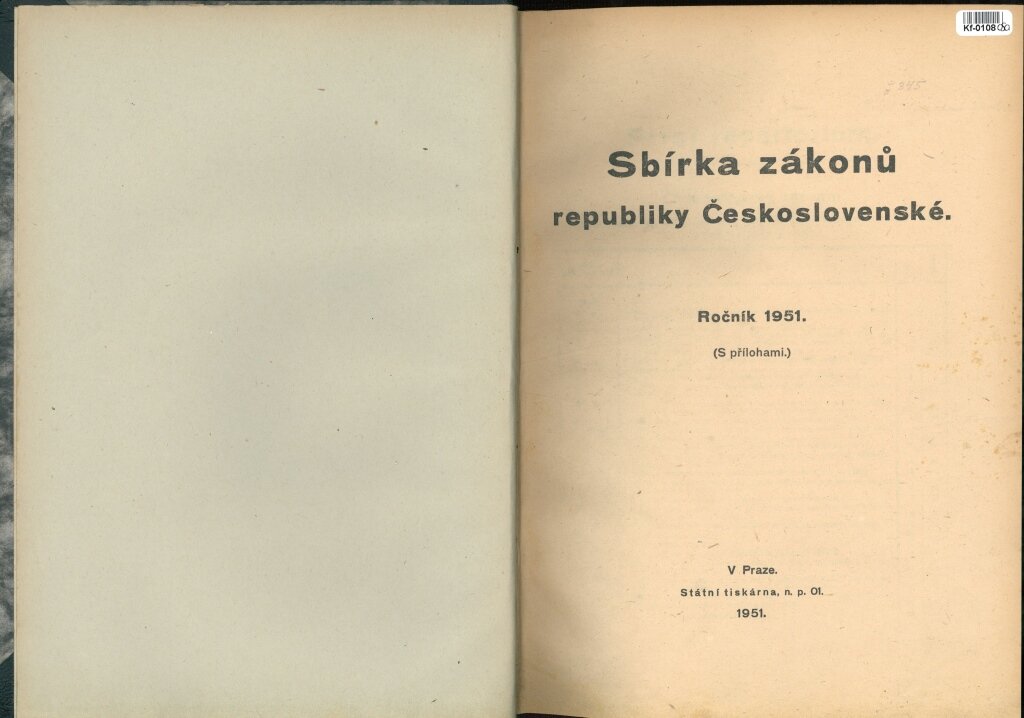 Kf-0108
Sbírka zákonů
republiky Československé.
Ročník 1951.
(S přílohami.)
V Praze.
Státní tiskárna, n. p. 01.
1951.